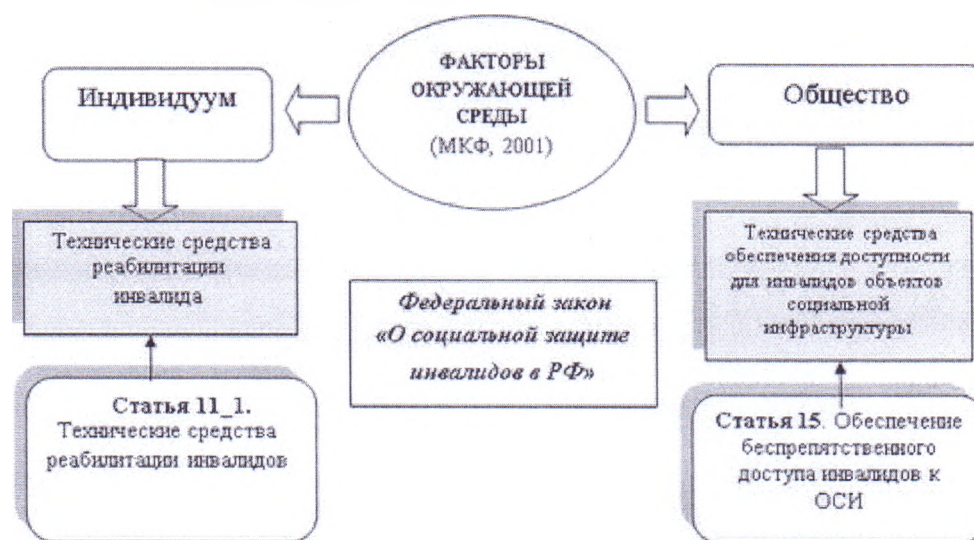 ФАКТОРЫ
ОКРУЖАЮЩЕЙ
СРЕДЫ
(МКФ, 2001)
Индивидуум
Общество
Технические средства
реабилитации
инвалида
Технические средства
обеспечения доступности
для инвалидов объектов
социальной
инфраструктуры
Федеральный закон
«О социальной защите
инвалидов в РФ»
Статья 11_1.
Технические средства
реабилитации инвалидов
Статья 15. Обеспечение
беспрепятственного
доступа инвалидов к
ОСИ